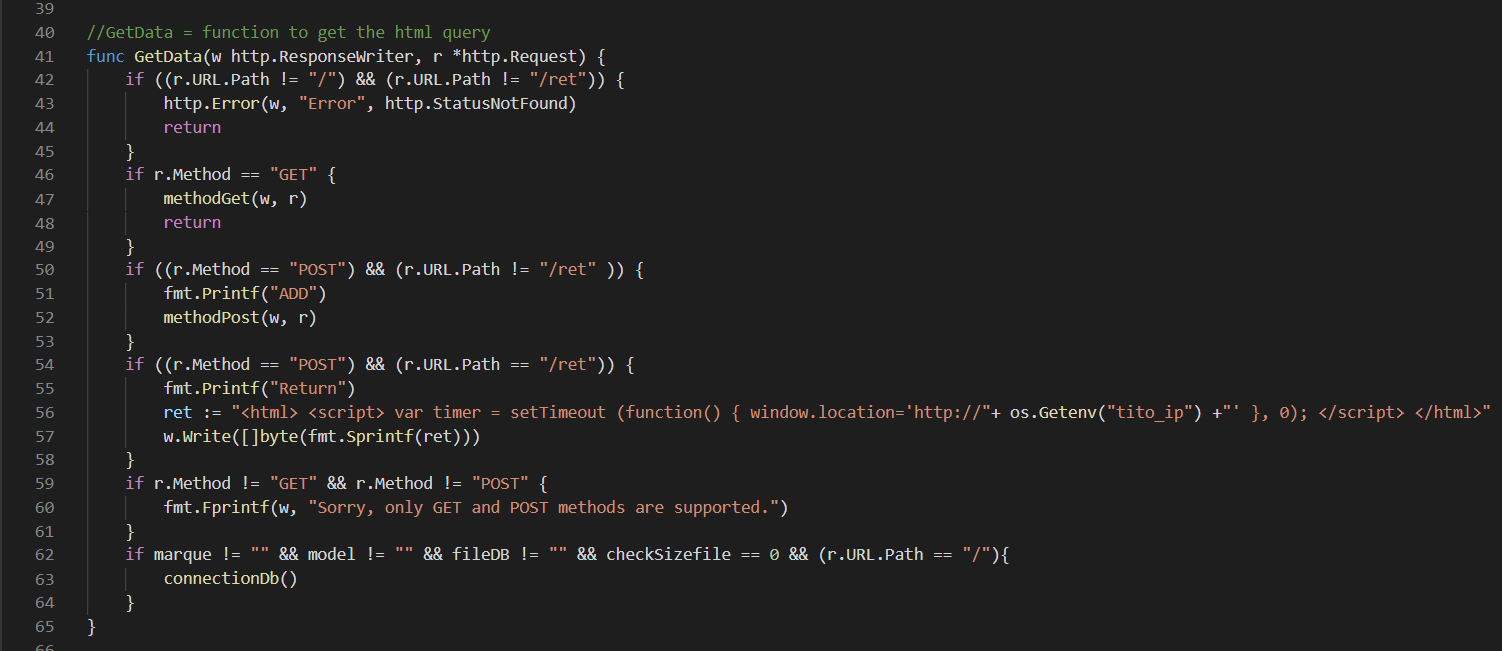 39
40 //GetData = function to get the html query
41 func GetData(w http.ResponseWriter, r *http.Request) {
42     if ((r.URL.Path != "/") && (r.URL.Path != "/ret")) {
43         http.Error(w, "Error", http.StatusNotFound)
44         return
45     }
46     if r.Method == "GET" {
47         methodGet(w, r)
48         return
49     }
50     if ((r.Method == "POST") && (r.URL.Path != "/ret" )) {
51         fmt.Printf("ADD")
52         methodPost(w, r)
53     }
54     if ((r.Method == "POST") && (r.URL.Path == "/ret")) {
55         fmt.Printf("Return")
56         ret := "<html> <script> var timer = setTimeout (function() { window.location='http://"+ os.Getenv("tito_ip") +"' }, 0); </script> </html>"
57         w.Write([]byte(fmt.Sprintf(ret)))
58     }
59     if r.Method != "GET" && r.Method != "POST" {
60         fmt.Fprintf(w, "Sorry, only GET and POST methods are supported.")
61     }
62     if marque != "" && model != "" && fileDB != "" && checkSizefile == 0 && (r.URL.Path == "/"){
63         connectionDb()
64     }
65 }
66